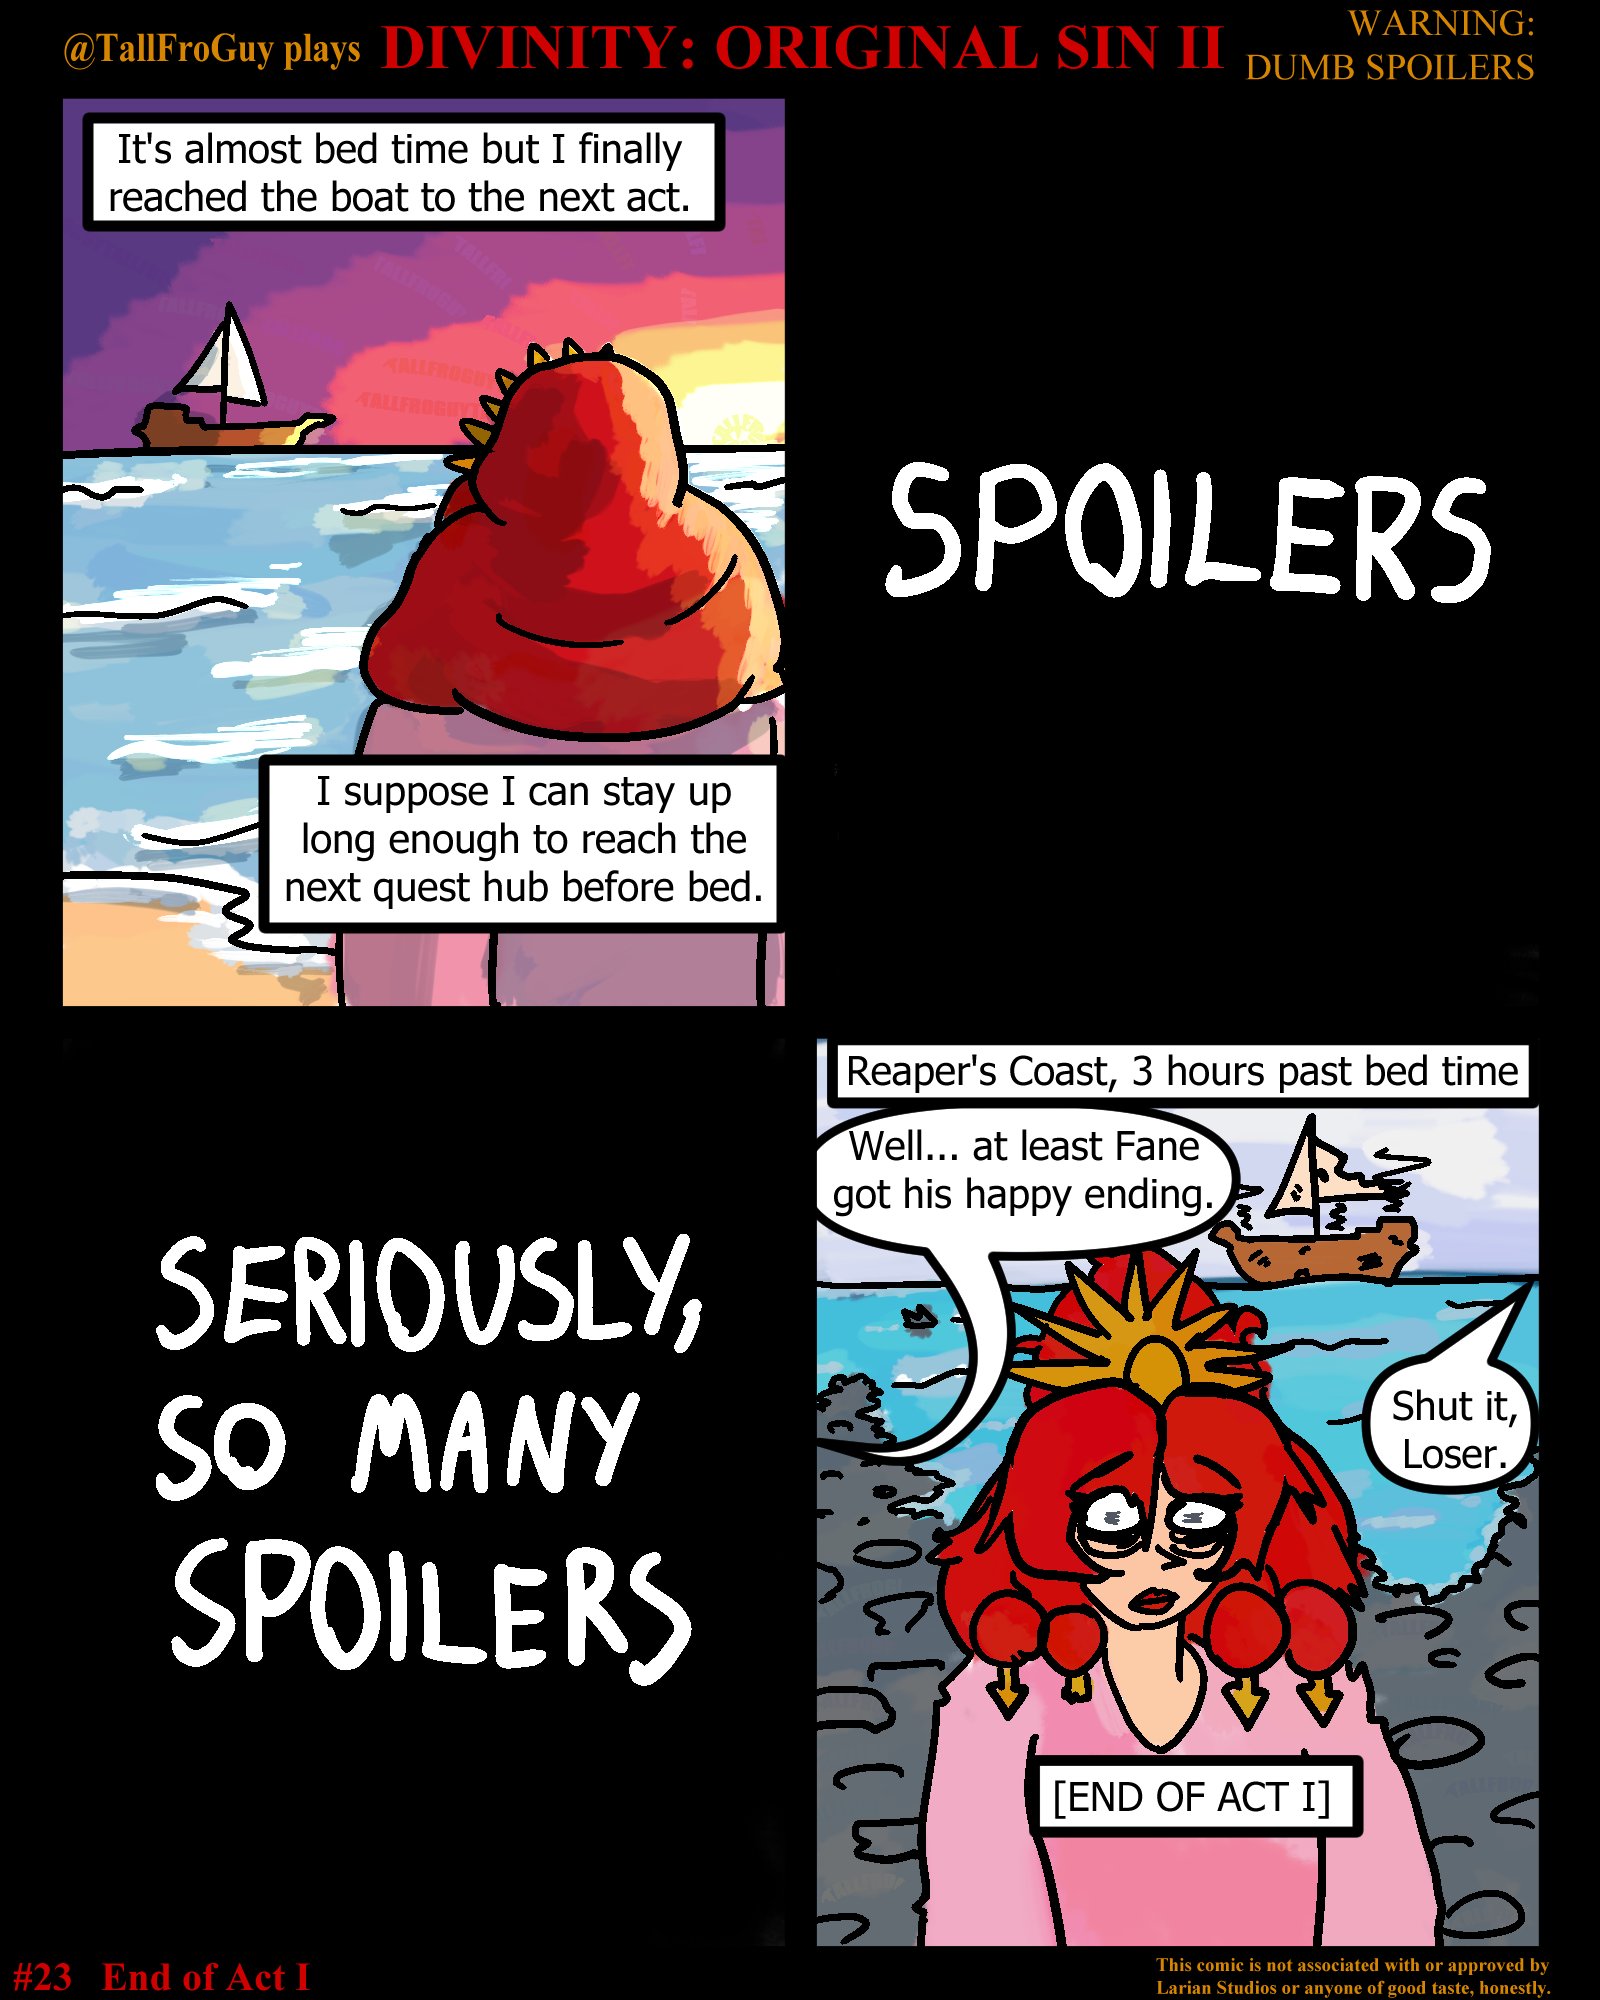 @TallFroGuy plays DIVINITY: ORIGINAL SIN II
WARNING:
DUMB SPOILERS
It's almost bed time but I finally
reached the boat to the next act.
I suppose I can stay up
long enough to reach the
next quest hub before bed.
SPOILERS
SERIOUSLY,
SO MANY
SPOILERS
Reaper's Coast, 3 hours past bed time
Well... at least Fane
got his happy ending.
Shut it,
Loser.
[END OF ACT I]
#23 End of Act I
This comic is not associated with or approved by
Larian Studios or anyone of good taste, honestly.